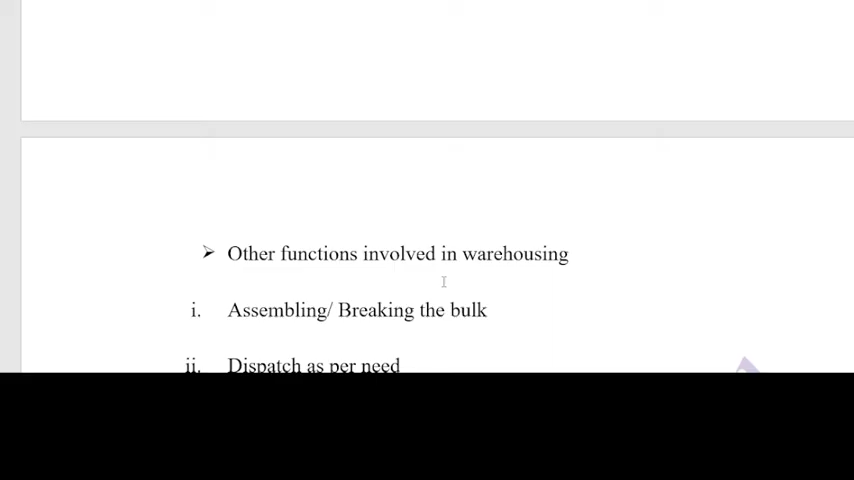 ➢ Other functions involved in warehousing
i. Assembling/ Breaking the bulk
ii. Dispatch as per need